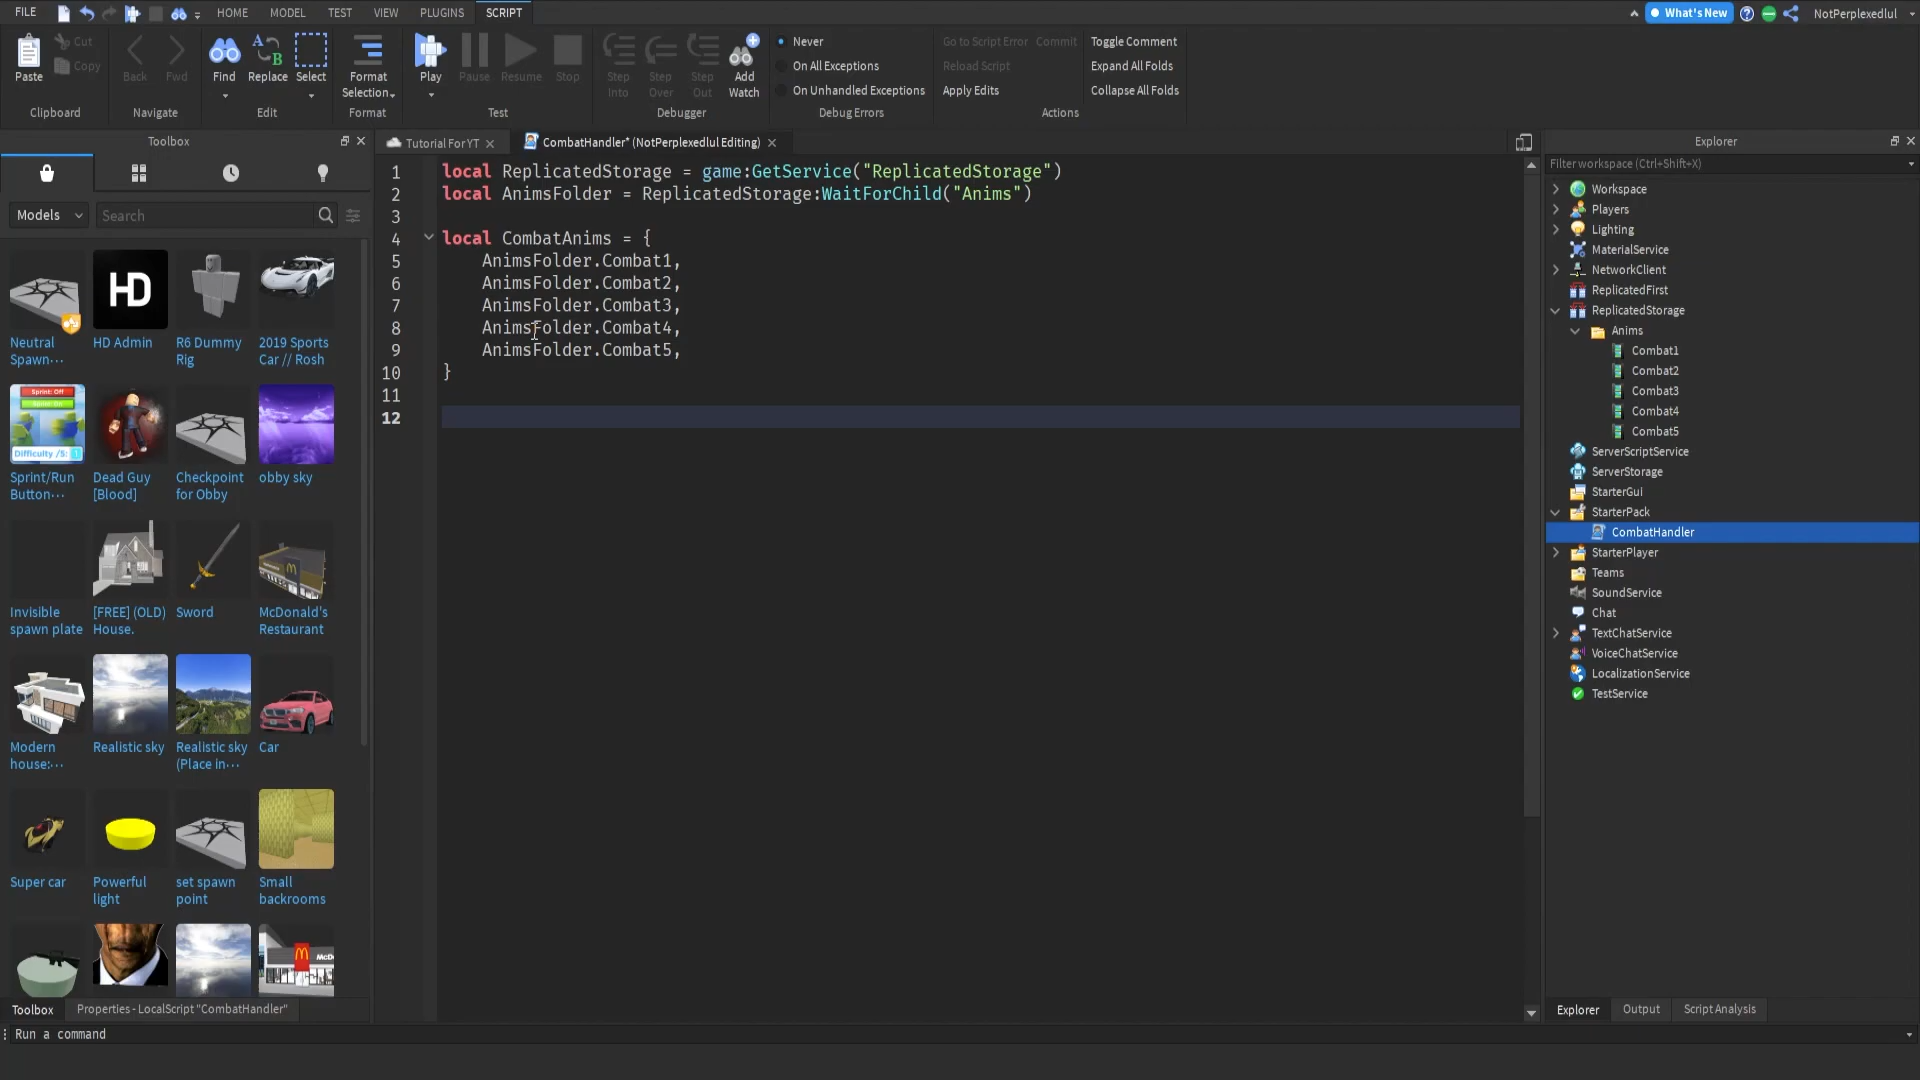 FILE HOME MODEL TEST VIEW PLUGINS SCRIPT What's New NotPerplexedlul
Paste Cut Copy
Clipboard
Back Fwd
Navigate
Find Replace Select
Edit
Format Selection
Format
Play Pause Resume Stop
Test
Step Into Step Over Step Out Add Watch
Debugger
Never
On All Exceptions
On Unhandled Exceptions
Debug Errors
Go to Script Error Commit Toggle Comment
Reload Script Expand All Folds
Apply Edits Collapse All Folds
Actions
Toolbox
Tutorial For YT
CombatHandler* (NotPerplexedlul Editing)
Models Search
HD
Neutral Spawn...
HD Admin
R6 Dummy Rig
2019 Sports Car // Rosh
Sprint: Off
Difficulty /5: 1
Sprint/Run Button...
Dead Guy [Blood]
Checkpoint for Obby
obby sky
Invisible spawn plate
[FREE] (OLD) House.
Sword
McDonald's Restaurant
Modern house:...
Realistic sky
Realistic sky (Place in...
Car
Super car
Powerful light
set spawn point
Small backrooms
Toolbox Properties - LocalScript "CombatHandler"
Run a command
1 local ReplicatedStorage = game:GetService("ReplicatedStorage")
2 local AnimsFolder = ReplicatedStorage:WaitForChild("Anims")
3
4 local CombatAnims = {
5 AnimsFolder.Combat1,
6 AnimsFolder.Combat2,
7 AnimsFolder.Combat3,
8 AnimsFolder.Combat4,
9 AnimsFolder.Combat5,
10 }
11
12
Explorer
Filter workspace (Ctrl+Shift+X)
Workspace
Players
Lighting
MaterialService
NetworkClient
ReplicatedFirst
ReplicatedStorage
Anims
Combat1
Combat2
Combat3
Combat4
Combat5
ServerScriptService
ServerStorage
StarterGui
StarterPack
CombatHandler
StarterPlayer
Teams
SoundService
Chat
TextChatService
VoiceChatService
LocalizationService
TestService
Explorer Output Script Analysis